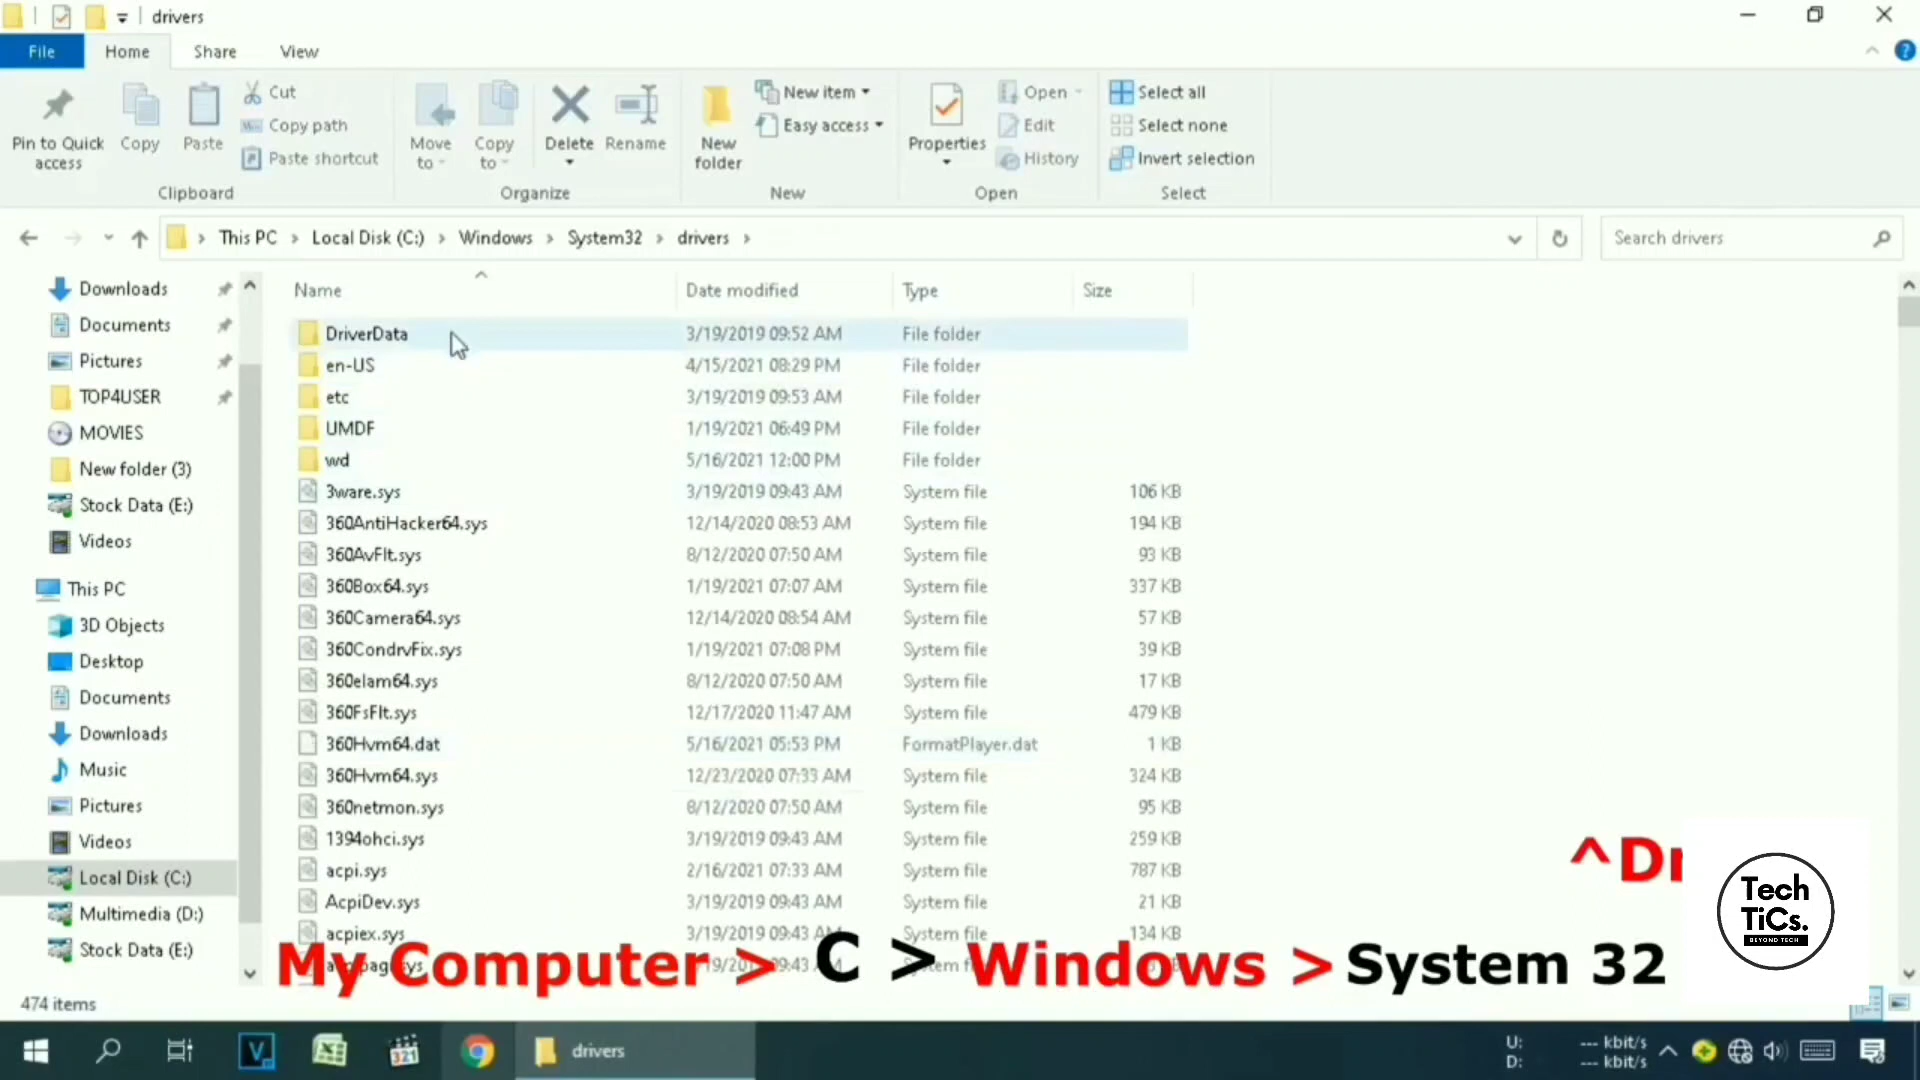 drivers
File Home Share View
Pin to Quick access
Copy
Paste
Cut
Copy path
Paste shortcut
Clipboard
Move to
Copy to
Delete
Rename
Organize
New folder
New item
Easy access
New
Properties
Open
Edit
History
Open
Select all
Select none
Invert selection
Select
This PC > Local Disk (C:) > Windows > System32 > drivers >
Search drivers
Downloads
Documents
Pictures
TOP4USER
MOVIES
New folder (3)
Stock Data (E:)
Videos
This PC
3D Objects
Desktop
Documents
Downloads
Music
Pictures
Videos
Local Disk (C:)
Multimedia (D:)
Stock Data (E:)
Name Date modified Type Size
DriverData 3/19/2019 09:52 AM File folder
en-US 4/15/2021 08:29 PM File folder
etc 3/19/2019 09:53 AM File folder
UMDF 1/19/2021 06:49 PM File folder
wd 5/16/2021 12:00 PM File folder
3ware.sys 3/19/2019 09:43 AM System file 106 KB
360AntiHacker64.sys 12/14/2020 08:53 AM System file 194 KB
360AvFlt.sys 8/12/2020 07:50 AM System file 93 KB
360Box64.sys 1/19/2021 07:07 AM System file 337 KB
360Camera64.sys 12/14/2020 08:54 AM System file 57 KB
360CondrvFix.sys 1/19/2021 07:08 PM System file 39 KB
360elam64.sys 8/12/2020 07:50 AM System file 17 KB
360FsFlt.sys 12/17/2020 11:47 AM System file 479 KB
360Hvm64.dat 5/16/2021 05:53 PM FormatPlayer.dat 1 KB
360Hvm64.sys 12/23/2020 07:33 AM System file 324 KB
360netmon.sys 8/12/2020 07:50 AM System file 95 KB
1394ohci.sys 3/19/2019 09:43 AM System file 259 KB
acpi.sys 2/16/2021 07:33 AM System file 787 KB
AcpiDev.sys 3/19/2019 09:43 AM System file 21 KB
acpiex.sys 3/19/2019 09:43 AM System file 134 KB
My Computer > C > Windows > System 32
Tech
TiCs.
BEYOND TECH
474 items
V
321
drivers
U: --- kbit/s
D: --- kbit/s